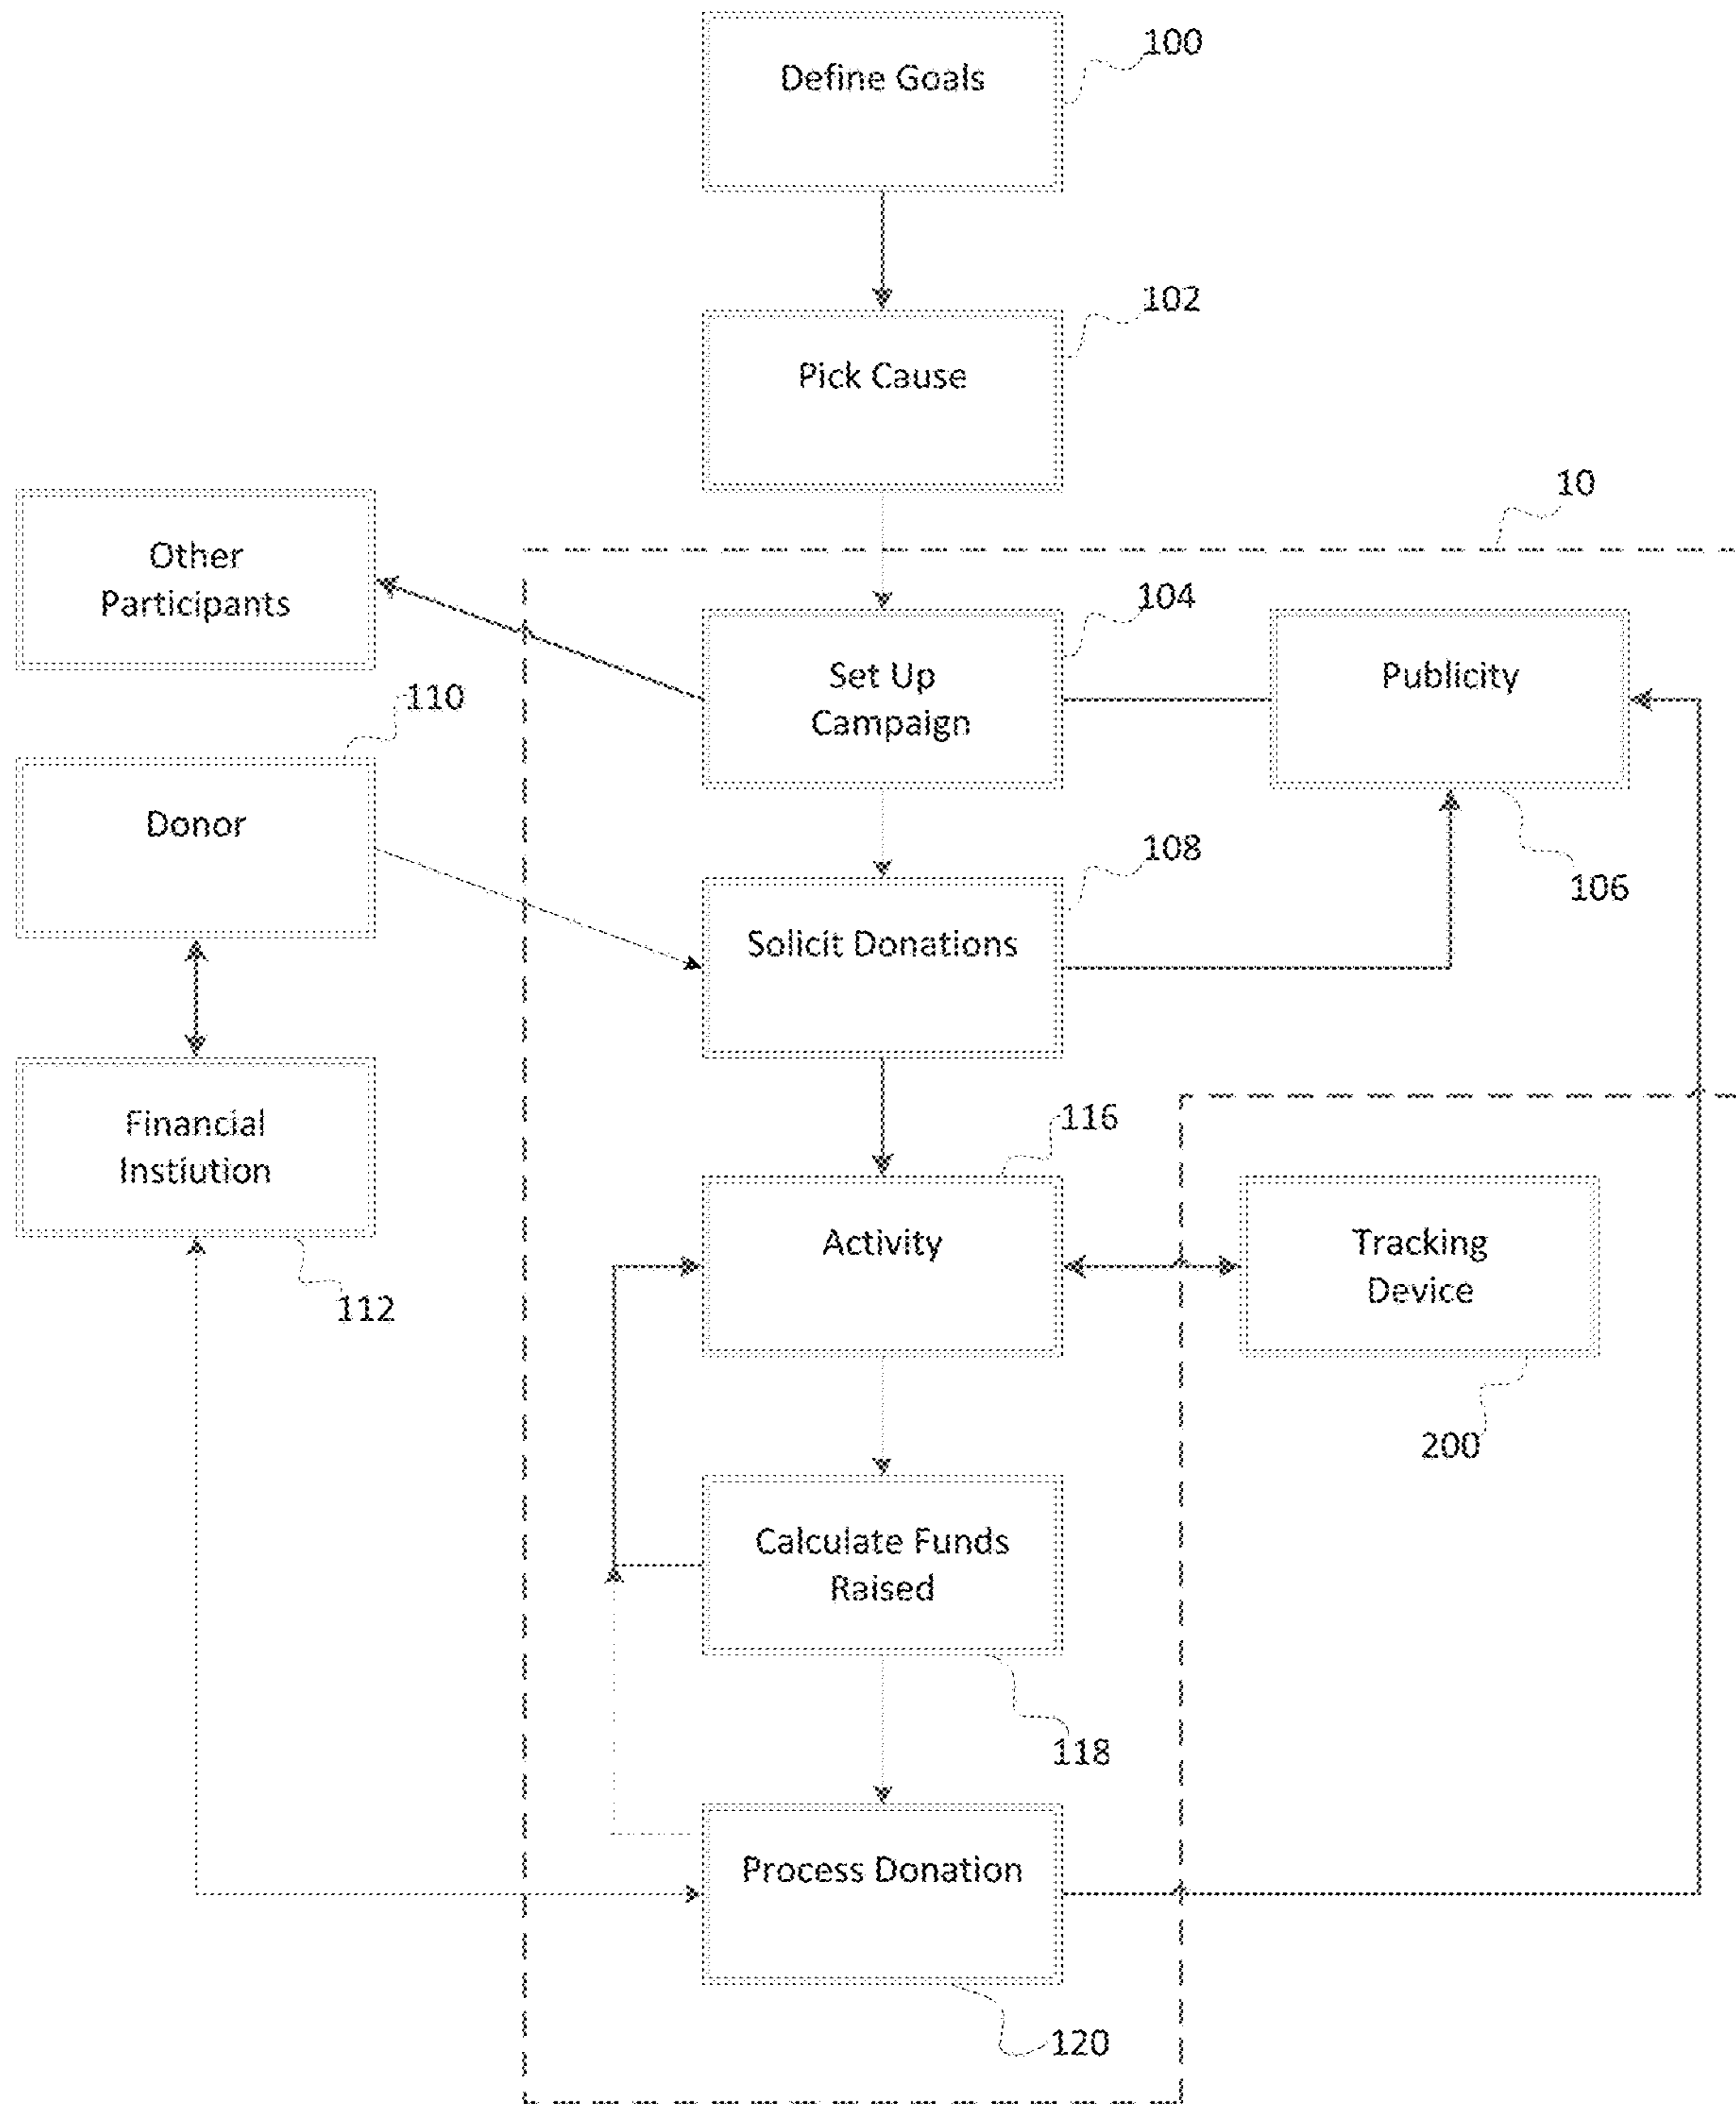 100
Define Goals
102
Pick Cause
10
Other
Participants
104
Set Up
Campaign
Publicity
110
Donor
108
106
Solicit Donations
Financial
Instiution
116
112
Activity
Tracking
Device
200
Calculate Funds
Raised
118
Process Donation
120